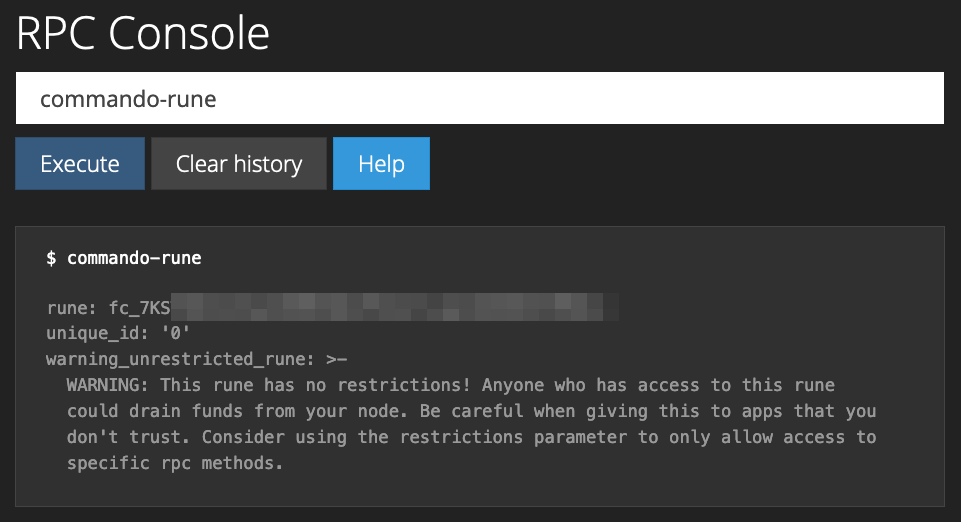 RPC Console
commando-rune
Execute Clear history Help
$ commando-rune
rune: fc_7KS
unique_id: '0'
warning_unrestricted_rune: >-
WARNING: This rune has no restrictions! Anyone who has access to this rune
could drain funds from your node. Be careful when giving this to apps that you
don't trust. Consider using the restrictions parameter to only allow access to
specific rpc methods.